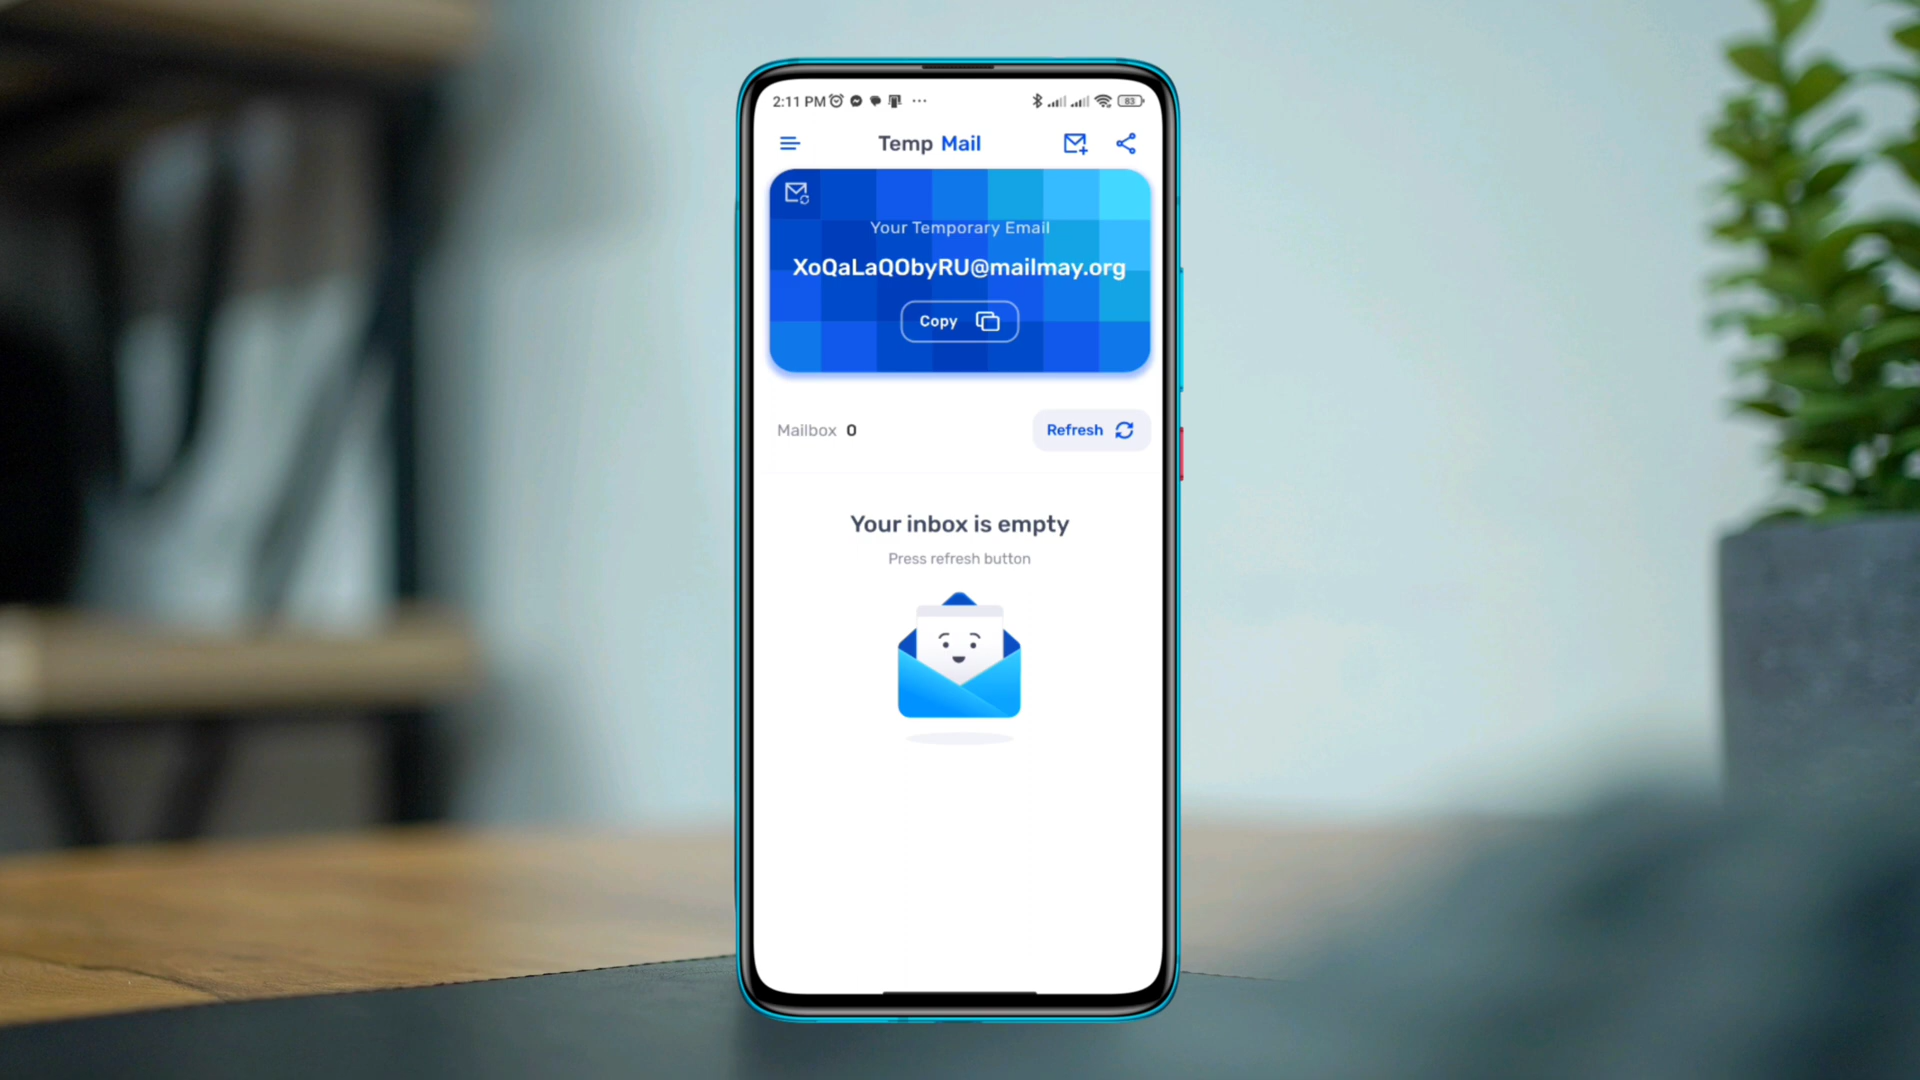 2:11 PM
83
Temp Mail
Your Temporary Email
XoQaLaQObyRU@mailmay.org
Copy
Mailbox 0
Refresh
Your inbox is empty
Press refresh button